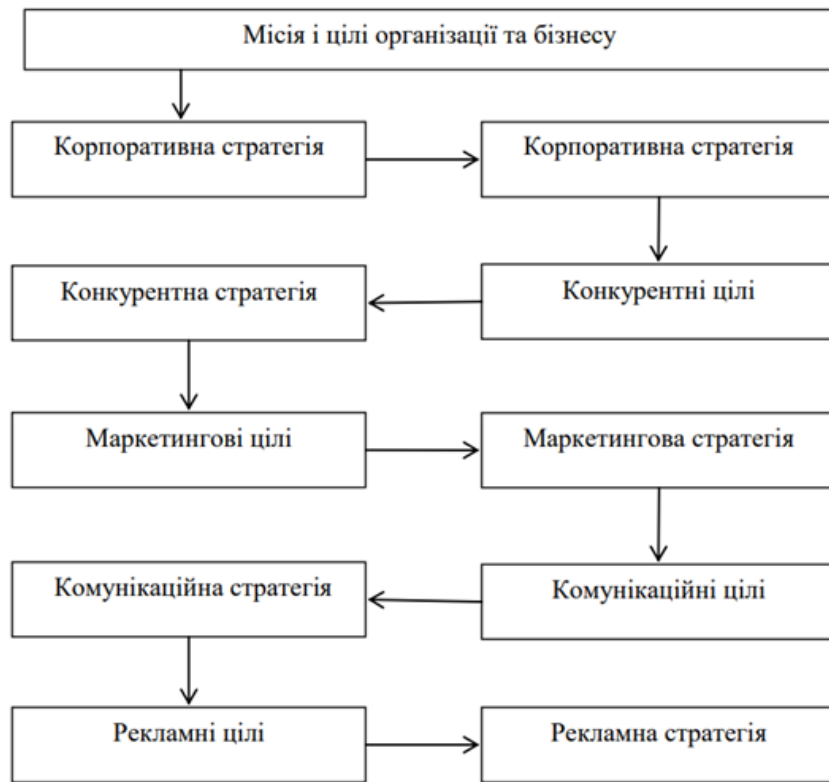 Місія і цілі організації та бізнесу
Корпоративна стратегія
Корпоративна стратегія
Конкурентна стратегія
Конкурентні цілі
Маркетингові цілі
Маркетингова стратегія
Комунікаційна стратегія
Комунікаційні цілі
Рекламні цілі
Рекламна стратегія